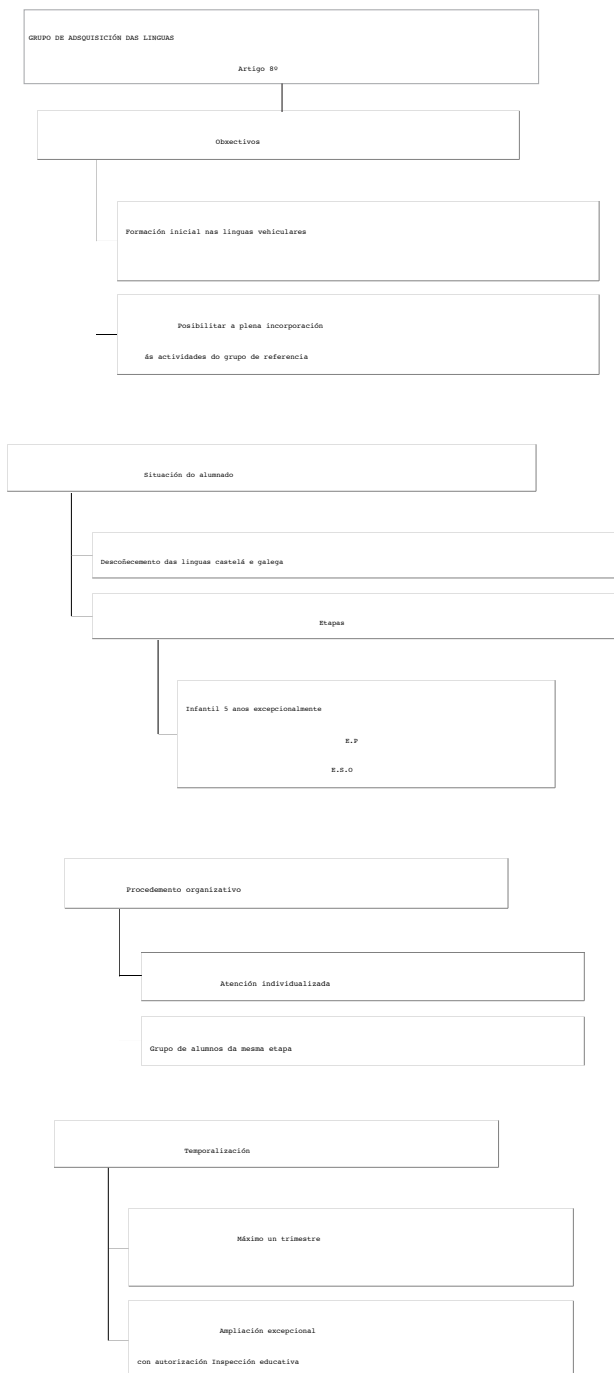 GRUPO DE ADSQUISICIÓN DAS LINGUAS
Artigo 8º
Obxectivos
Formación inicial nas linguas vehiculares
Posibilitar a plena incorporación
ás actividades do grupo de referencia
Situación do alumnado
Descoñecemento das linguas castelá e galega
Etapas
Infantil 5 anos excepcionalmente
E.P
E.S.O
Procedemento organizativo
Atención individualizada
Grupo de alumnos da mesma etapa
Temporalización
Máximo un trimestre
Ampliación excepcional
con autorización Inspección educativa